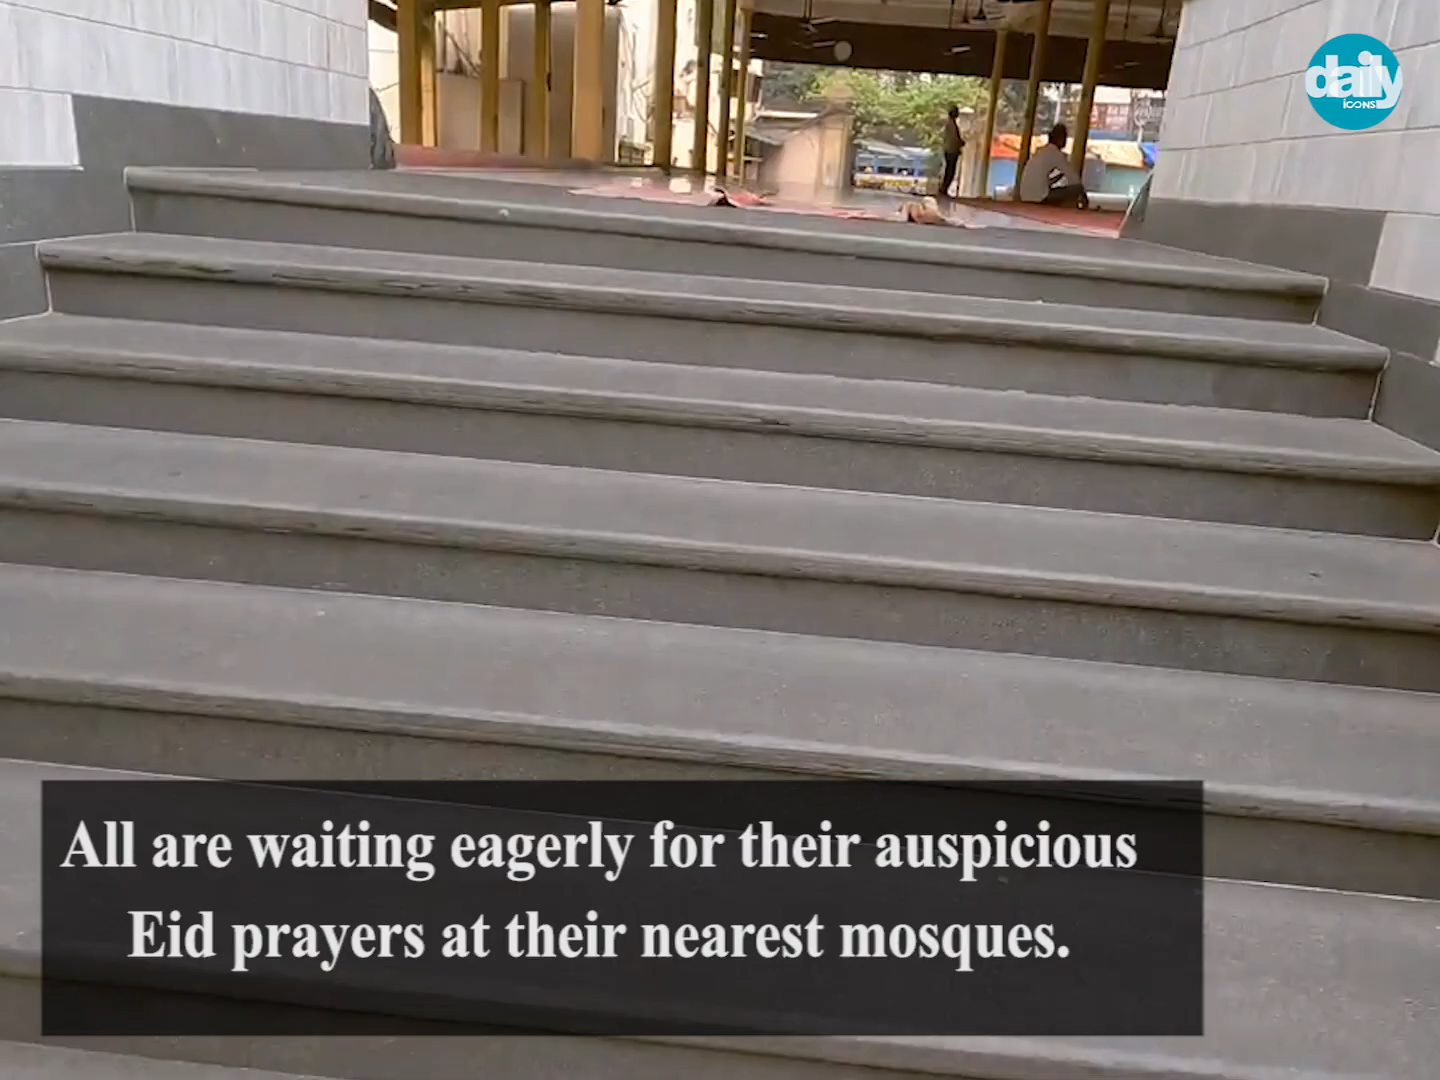 daily
icons
All are waiting eagerly for their auspicious
Eid prayers at their nearest mosques.